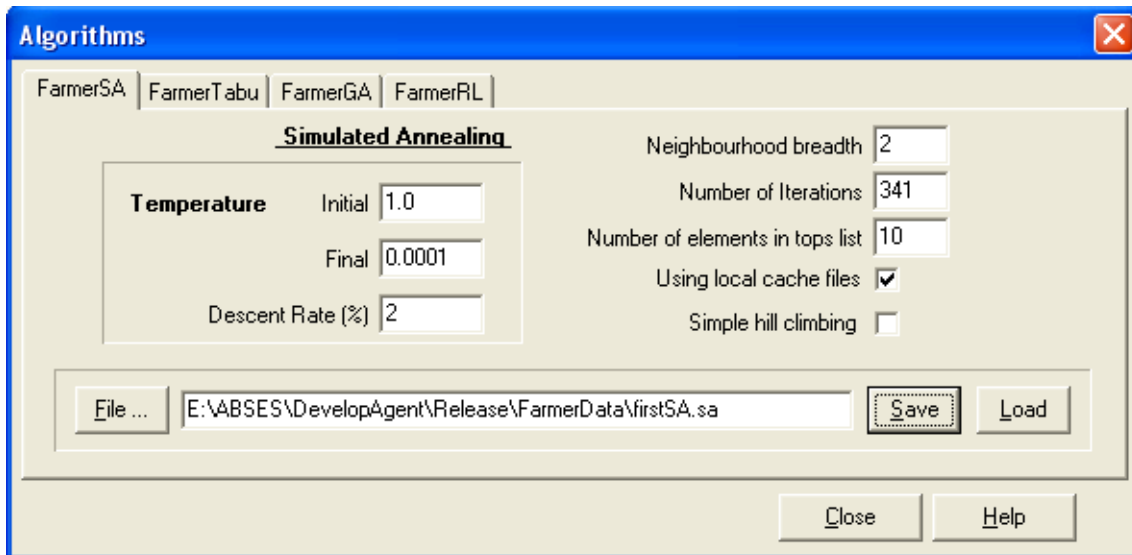 Algorithms
FarmerSA FarmerTabu FarmerGA FarmerRL
Simulated Annealing
Temperature Initial 1.0
Final 0.0001
Descent Rate (%) 2
Neighbourhood breadth 2
Number of Iterations 341
Number of elements in tops list 10
Using local cache files
Simple hill climbing
File ... E:\ABSES\DevelopAgent\Release\FarmerData\firstSA.sa Save Load
Close Help